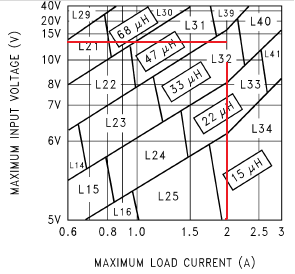 40V
20V
15V
10V
8V
7V
6V
5V
MAXIMUM INPUT VOLTAGE (V)
L29
68 µH
L30
L39
L40
L21
L31
47 µH
L32
L41
L22
33 µH
L33
L23
22 µH
L34
L14
L24
15 µH
L15
L25
L16
0.6
0.8
1.0
1.5
2
2.5
3
MAXIMUM LOAD CURRENT (A)